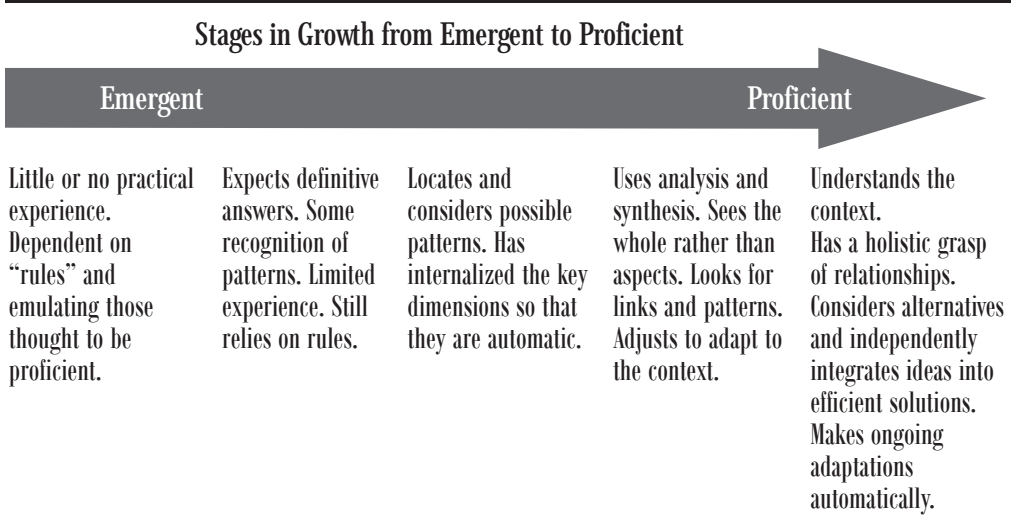 Stages in Growth from Emergent to Proficient
Emergent
Proficient
Little or no practical
experience.
Dependent on
“rules” and
emulating those
thought to be
proficient.
Expects definitive
answers. Some
recognition of
patterns. Limited
experience. Still
relies on rules.
Locates and
considers possible
patterns. Has
internalized the key
dimensions so that
they are automatic.
Uses analysis and
synthesis. Sees the
whole rather than
aspects. Looks for
links and patterns.
Adjusts to adapt to
the context.
Understands the
context.
Has a holistic grasp
of relationships.
Considers alternatives
and independently
integrates ideas into
efficient solutions.
Makes ongoing
adaptations
automatically.